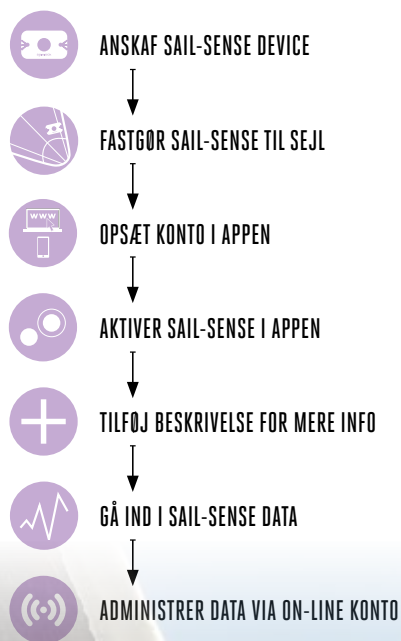 ANSKAF SAIL-SENSE DEVICE
FASTGØR SAIL-SENSE TIL SEJL
WWW
OPSÆT KONTO I APPEN
AKTIVER SAIL-SENSE I APPEN
TILFØJ BESKRIVELSE FOR MERE INFO
GÅ IND I SAIL-SENSE DATA
ADMINISTRER DATA VIA ON-LINE KONTO